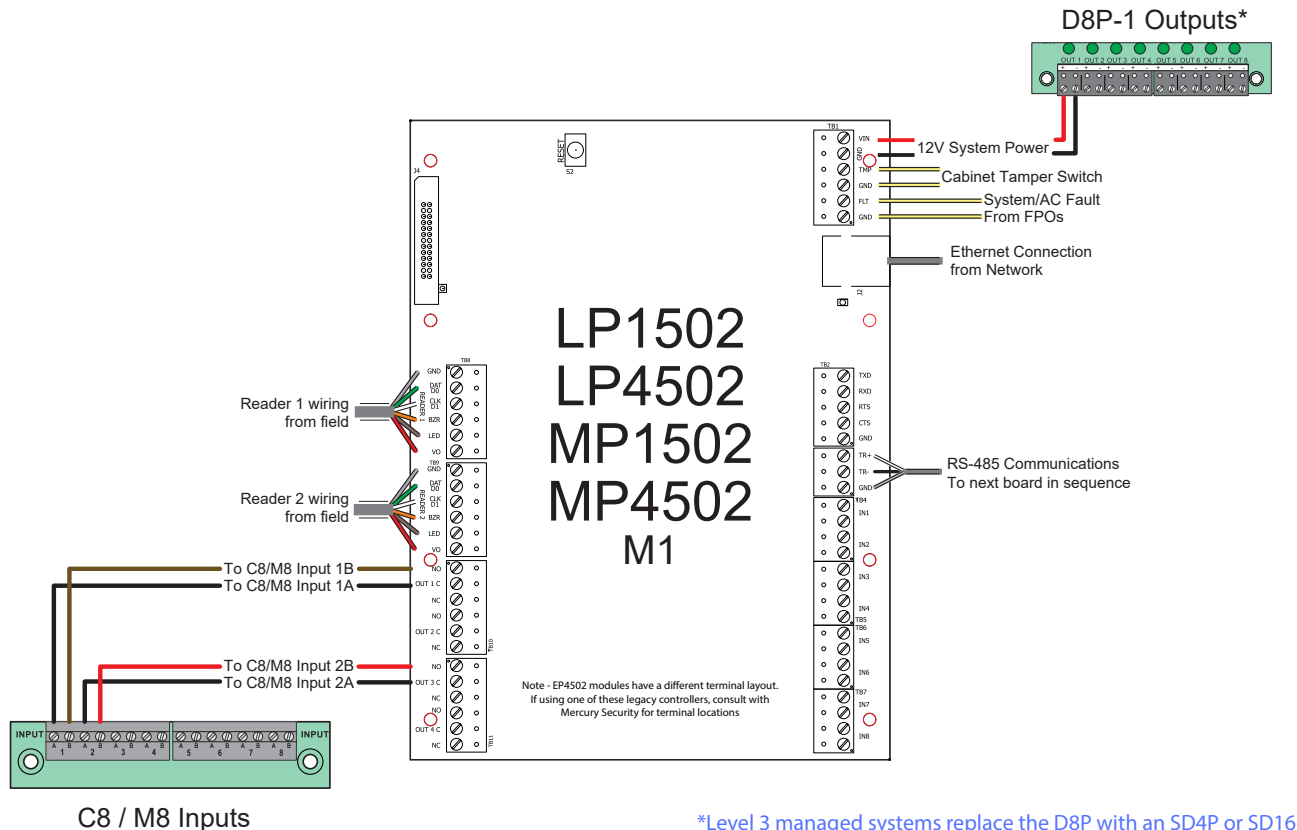 D8P-1 Outputs*
OUT 1 OUT 2 OUT 3 OUT 4 OUT 5 OUT 6 OUT 7 OUT 8
+ - + - + - + - + - + - + - + -
RESET
S2
J4
TB1
VIN
GND
TMP
GND
FLT
GND
12V System Power
Cabinet Tamper Switch
System/AC Fault
From FPOs
Ethernet Connection
from Network
J2
LP1502
LP4502
MP1502
MP4502
M1
TB8
GND
DAT
D0
CLK
D1
BZR
LED
VO
READER 1
Reader 1 wiring
from field
TB9
GND
DAT
D0
CLK
D1
BZR
LED
VO
READER 2
Reader 2 wiring
from field
NO
OUT 1 C
NC
NO
OUT 2 C
NC
TB10
NO
OUT 3 C
NC
NO
OUT 4 C
NC
TB11
To C8/M8 Input 1B
To C8/M8 Input 1A
To C8/M8 Input 2B
To C8/M8 Input 2A
TB2
TXD
RXD
RTS
CTS
GND
TR+
TR-
GND
RS-485 Communications
To next board in sequence
TB4
IN1
IN2
IN3
IN4
TB5
TB6
IN5
IN6
TB7
IN7
IN8
Note - EP4502 modules have a different terminal layout.
If using one of these legacy controllers, consult with
Mercury Security for terminal locations
INPUT
INPUT
A B A B A B A B A B A B A B A B
1 2 3 4 5 6 7 8
C8 / M8 Inputs
*Level 3 managed systems replace the D8P with an SD4P or SD16